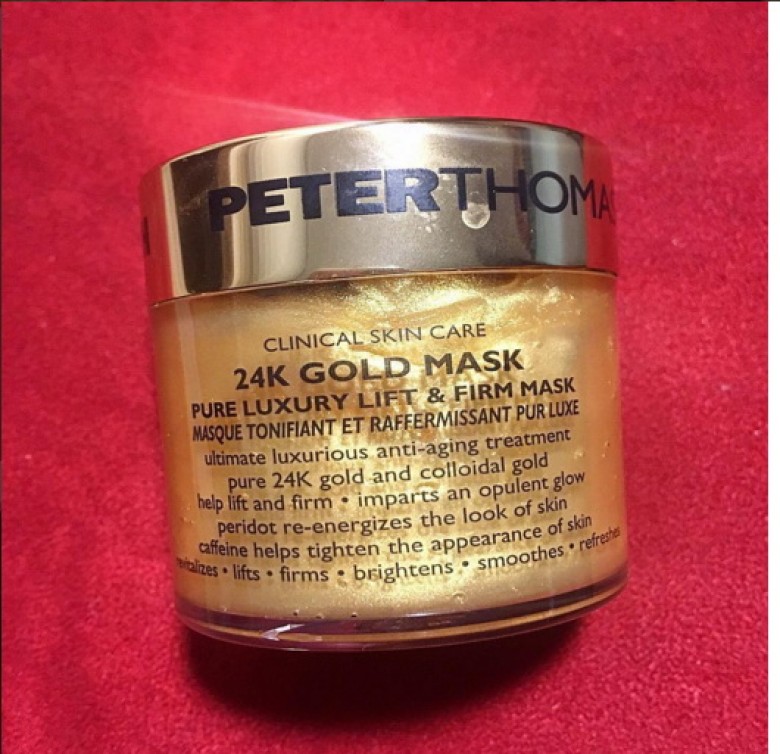 PETERTHOMA
CLINICAL SKIN CARE
24K GOLD MASK
PURE LUXURY LIFT & FIRM MASK
MASQUE TONIFIANT ET RAFFERMISSANT PUR LUXE
ultimate luxurious anti-aging treatment
pure 24K gold and colloidal gold
help lift and firm • imparts an opulent glow
peridot re-energizes the look of skin
caffeine helps tighten the appearance of skin
revitalizes • lifts • firms • brightens • smoothes • refreshes